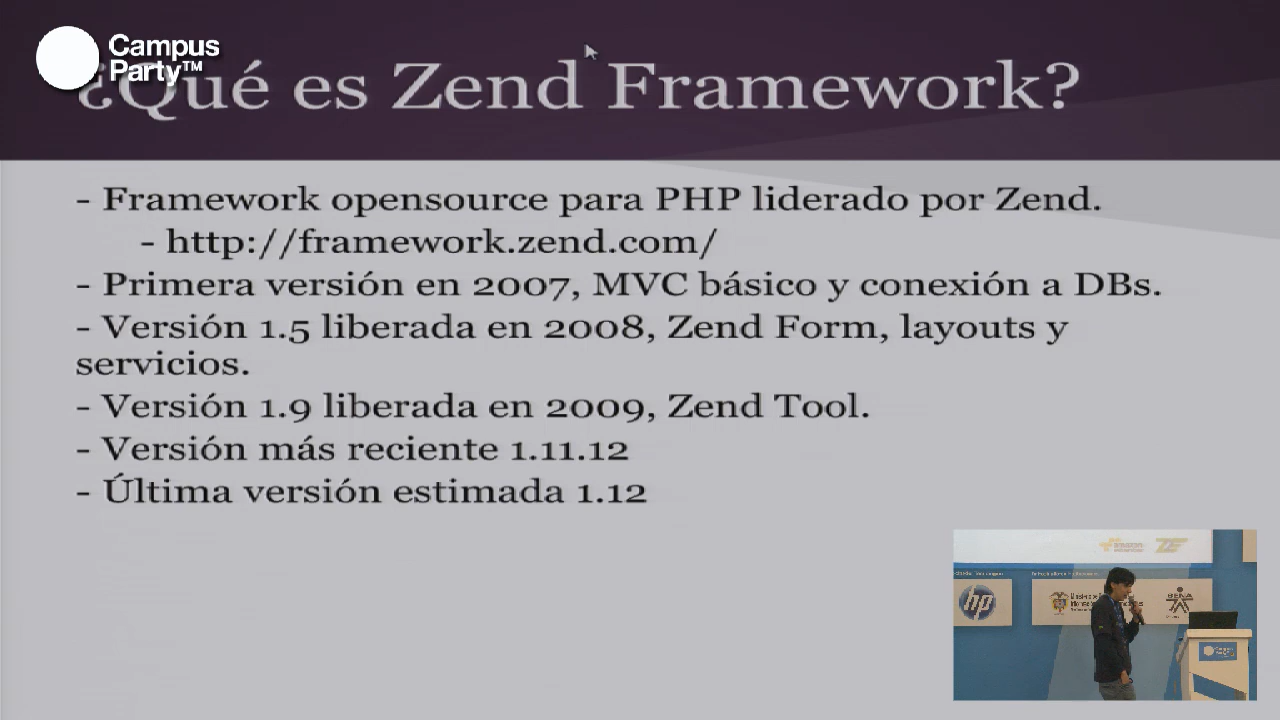 Campus
Party™
¿Qué es Zend Framework?
- Framework opensource para PHP liderado por Zend.
- http://framework.zend.com/
- Primera versión en 2007, MVC básico y conexión a DBs.
- Versión 1.5 liberada en 2008, Zend Form, layouts y
servicios.
- Versión 1.9 liberada en 2009, Zend Tool.
- Versión más reciente 1.11.12
- Última versión estimada 1.12
hp
SENA